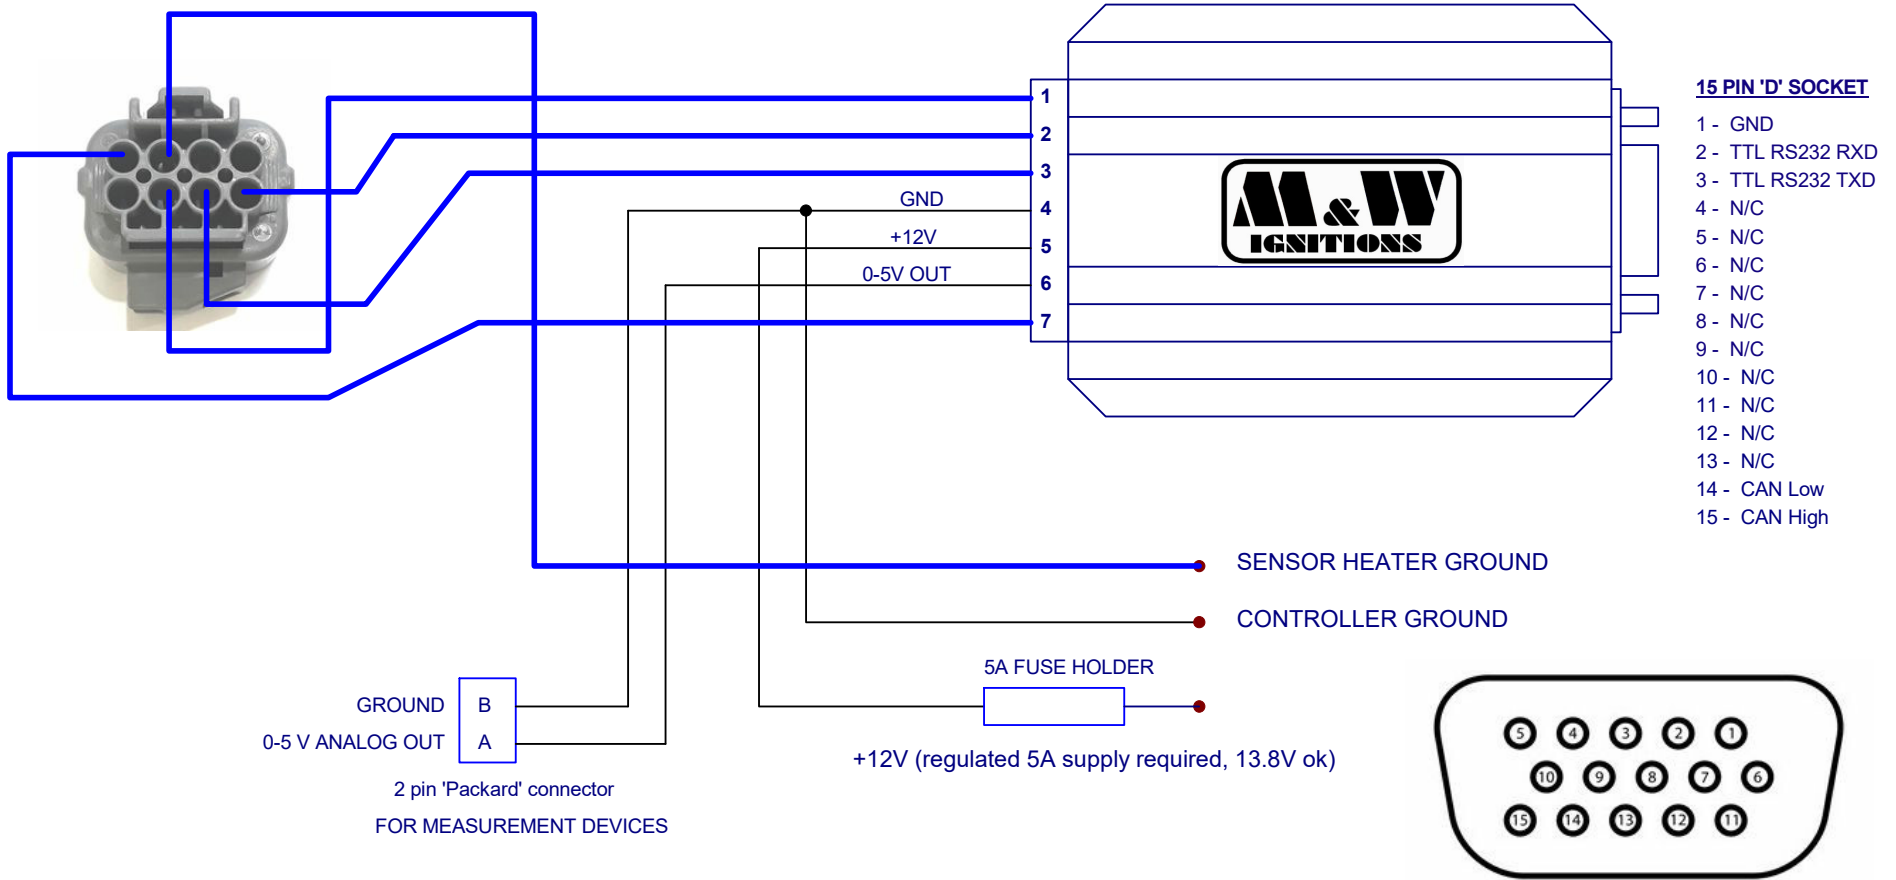 1
2
3
GND
4
+12V
5
0-5V OUT
6
7
M&W
IGNITIONS
15 PIN 'D' SOCKET
1 - GND
2 - TTL RS232 RXD
3 - TTL RS232 TXD
4 - N/C
5 - N/C
6 - N/C
7 - N/C
8 - N/C
9 - N/C
10 - N/C
11 - N/C
12 - N/C
13 - N/C
14 - CAN Low
15 - CAN High
SENSOR HEATER GROUND
CONTROLLER GROUND
5A FUSE HOLDER
+12V (regulated 5A supply required, 13.8V ok)
GROUND B
0-5 V ANALOG OUT A
2 pin 'Packard' connector
FOR MEASUREMENT DEVICES
5 4 3 2 1
10 9 8 7 6
15 14 13 12 11